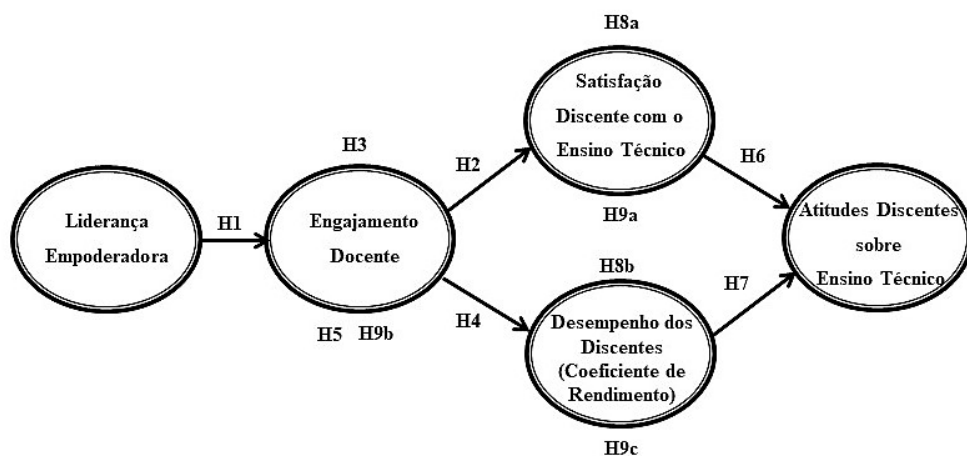 H8a
Satisfação
Discente com o
Ensino Técnico
H3
H2
H6
H9a
Liderança
Empoderadora
H1
Engajamento
Docente
Atitudes Discentes
sobre
Ensino Técnico
H8b
H5 H9b
H4
Desempenho dos
Discentes
(Coeficiente de
Rendimento)
H7
H9c